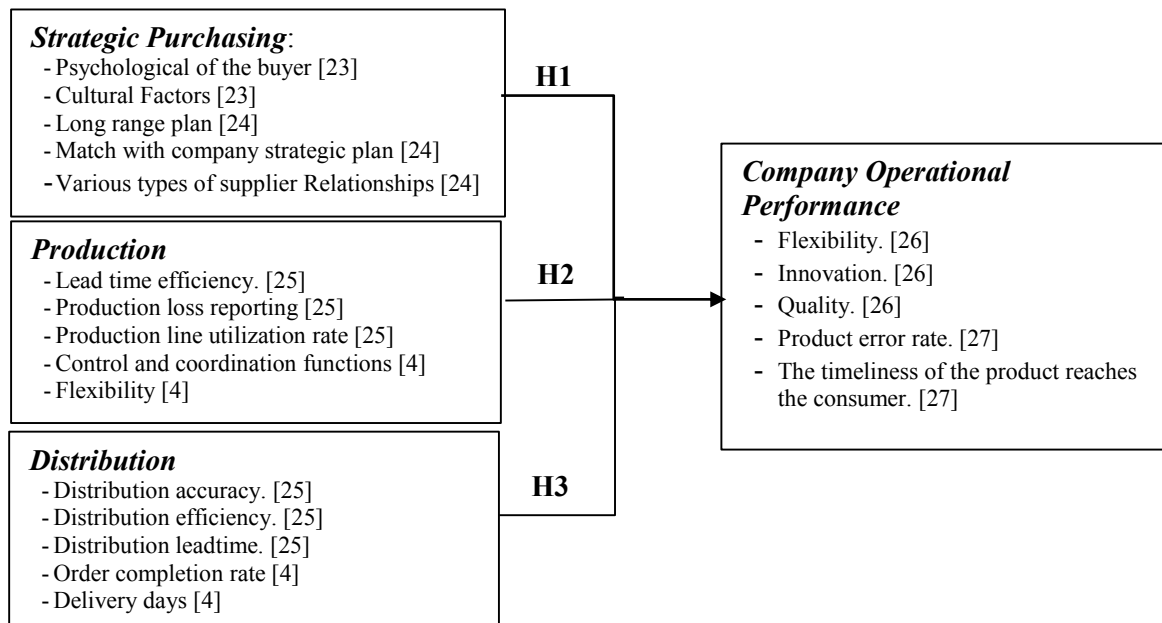 Strategic Purchasing:
- Psychological of the buyer [23]
- Cultural Factors [23]
- Long range plan [24]
- Match with company strategic plan [24]
- Various types of supplier Relationships [24]
H1
Production
- Lead time efficiency. [25]
- Production loss reporting [25]
- Production line utilization rate [25]
- Control and coordination functions [4]
- Flexibility [4]
H2
Distribution
- Distribution accuracy. [25]
- Distribution efficiency. [25]
- Distribution leadtime. [25]
- Order completion rate [4]
- Delivery days [4]
H3
Company Operational
Performance
- Flexibility. [26]
- Innovation. [26]
- Quality. [26]
- Product error rate. [27]
- The timeliness of the product reaches
the consumer. [27]